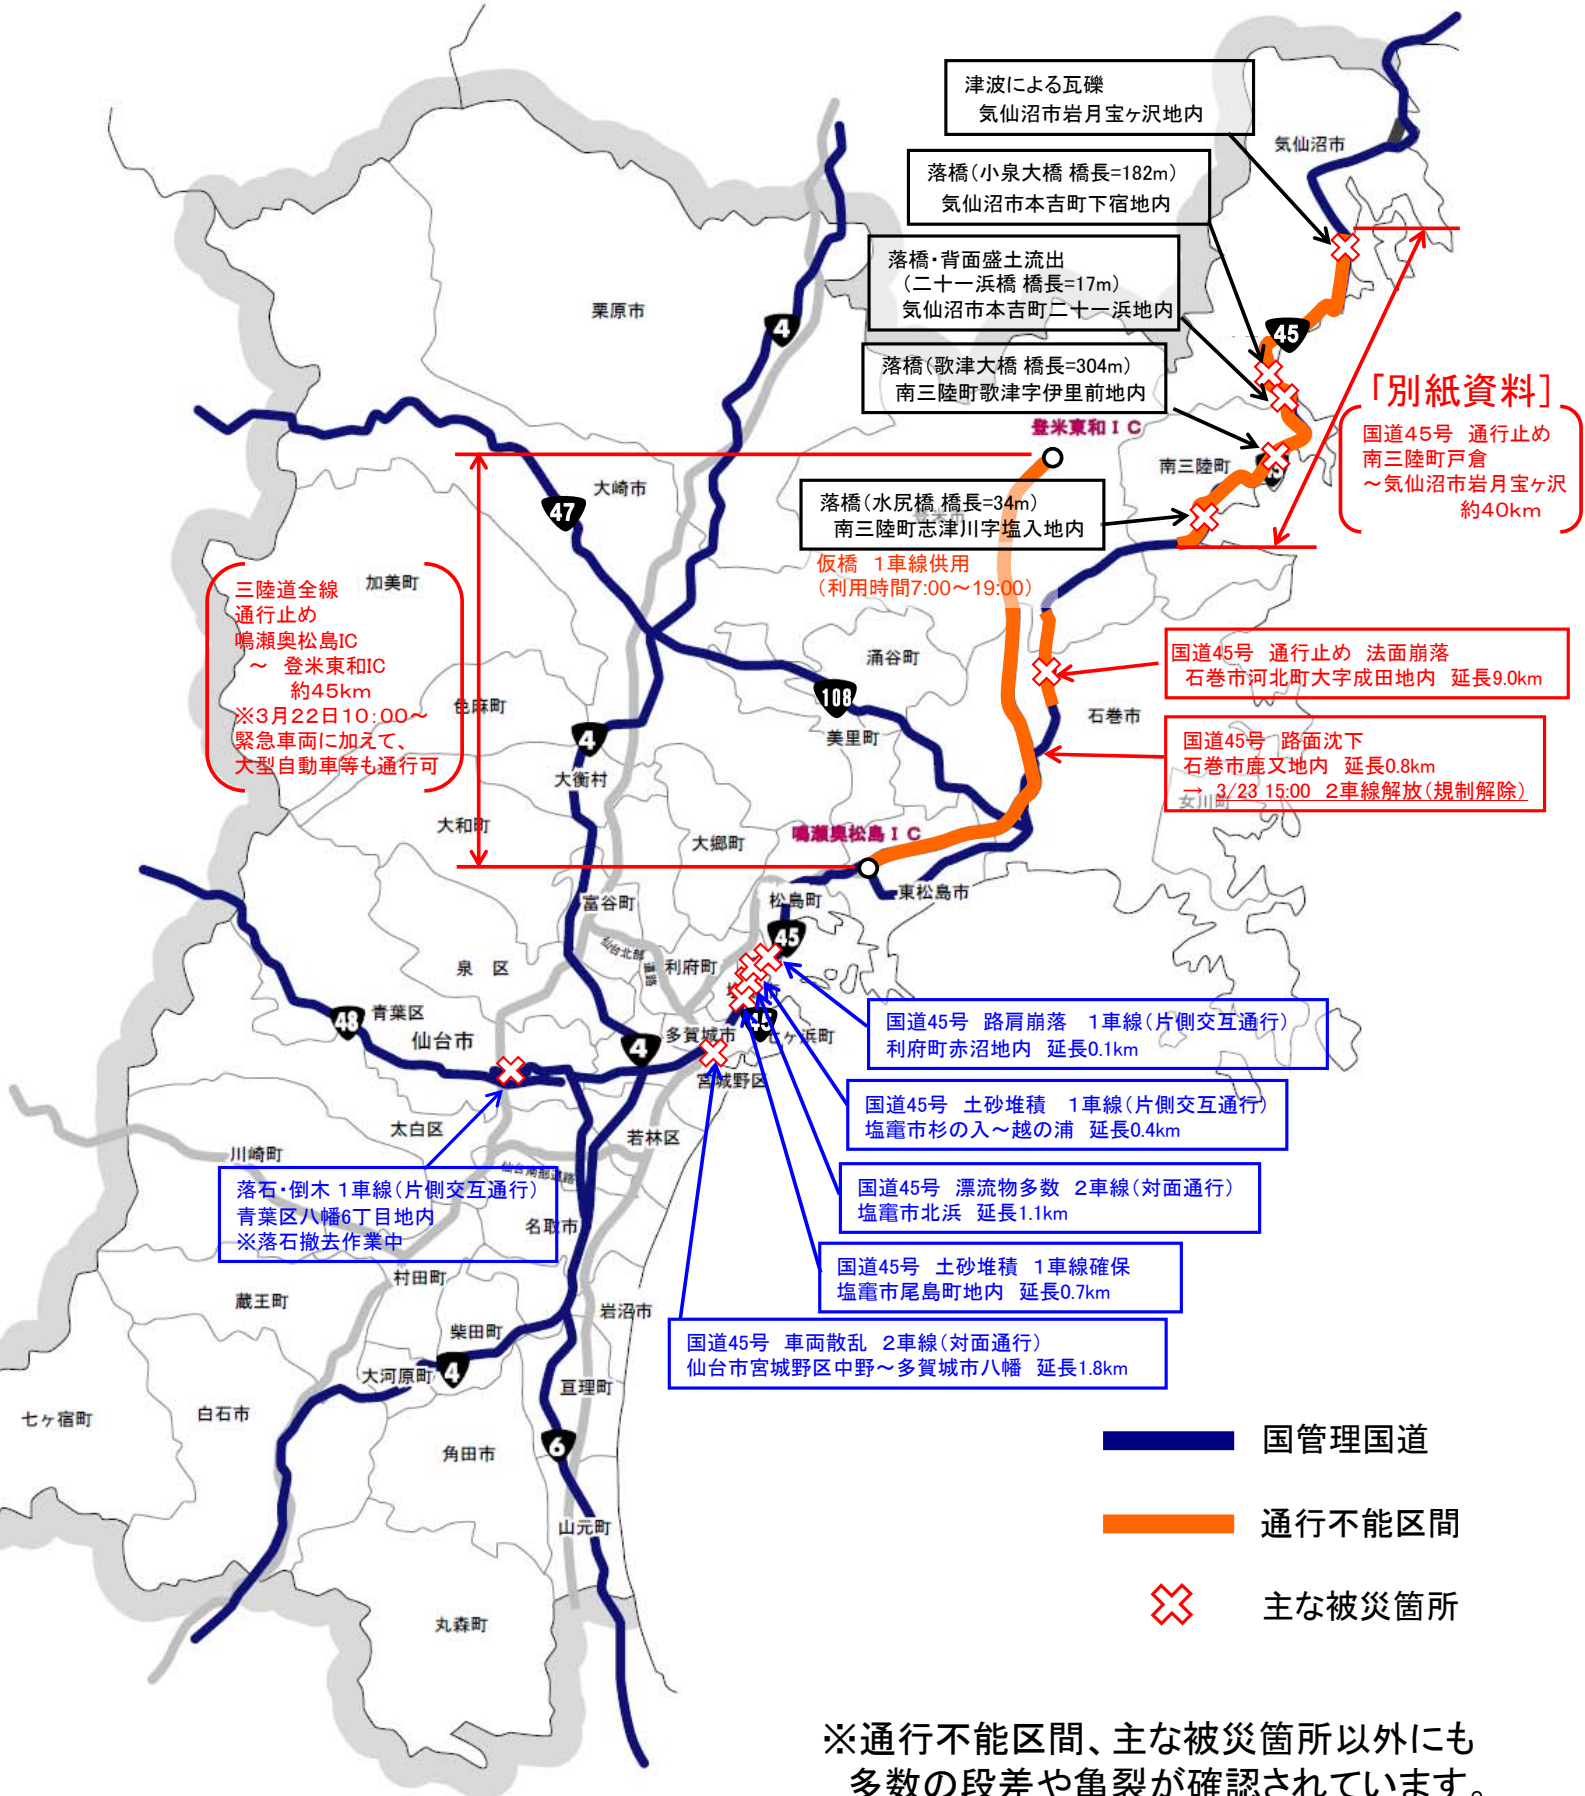 津波による瓦礫
気仙沼市岩月宝ヶ沢地内
気仙沼市
落橋(小泉大橋 橋長=182m)
気仙沼市本吉町下宿地内
落橋・背面盛土流出
(二十一浜橋 橋長=17m)
気仙沼市本吉町二十一浜地内
栗原市
4
45
落橋(歌津大橋 橋長=304m)
南三陸町歌津字伊里前地内
[別紙資料]
国道45号 通行止め
南三陸町戸倉
～気仙沼市岩月宝ヶ沢
約40km
登米東和IC
南三陸町
大崎市
47
落橋(水尻橋 橋長=34m)
南三陸町志津川字塩入地内
仮橋 1車線供用
(利用時間7:00～19:00)
三陸道全線
通行止め
鳴瀬奥松島IC
～ 登米東和IC
約45km
※3月22日10:00～
緊急車両に加えて、
大型自動車等も通行可
加美町
涌谷町
国道45号 通行止め 法面崩落
石巻市河北町大字成田地内 延長9.0km
色麻町
108
石巻市
美里町
4
国道45号 路面沈下
石巻市鹿又地内 延長0.8km
→ 3/23 15:00 2車線解放(規制解除)
女川町
大衡村
大和町
大郷町
鳴瀬奥松島IC
富谷町
松島町
東松島市
45
仙台北部道路
泉 区
利府町
48
青葉区
仙台市
多賀城市
45
七ヶ浜町
4
宮城野区
国道45号 路肩崩落 1車線(片側交互通行)
利府町赤沼地内 延長0.1km
国道45号 土砂堆積 1車線(片側交互通行)
塩竈市杉の入～越の浦 延長0.4km
太白区
若林区
川崎町
仙台南部道路
落石・倒木 1車線(片側交互通行)
青葉区八幡6丁目地内
※落石撤去作業中
国道45号 漂流物多数 2車線(対面通行)
塩竈市北浜 延長1.1km
名取市
国道45号 土砂堆積 1車線確保
塩竈市尾島町地内 延長0.7km
村田町
蔵王町
岩沼市
柴田町
国道45号 車両散乱 2車線(対面通行)
仙台市宮城野区中野～多賀城市八幡 延長1.8km
大河原町
4
亘理町
七ヶ宿町
白石市
角田市
6
国管理国道
山元町
通行不能区間
丸森町
主な被災箇所
※通行不能区間、主な被災箇所以外にも
多数の段差や亀裂が確認されています。